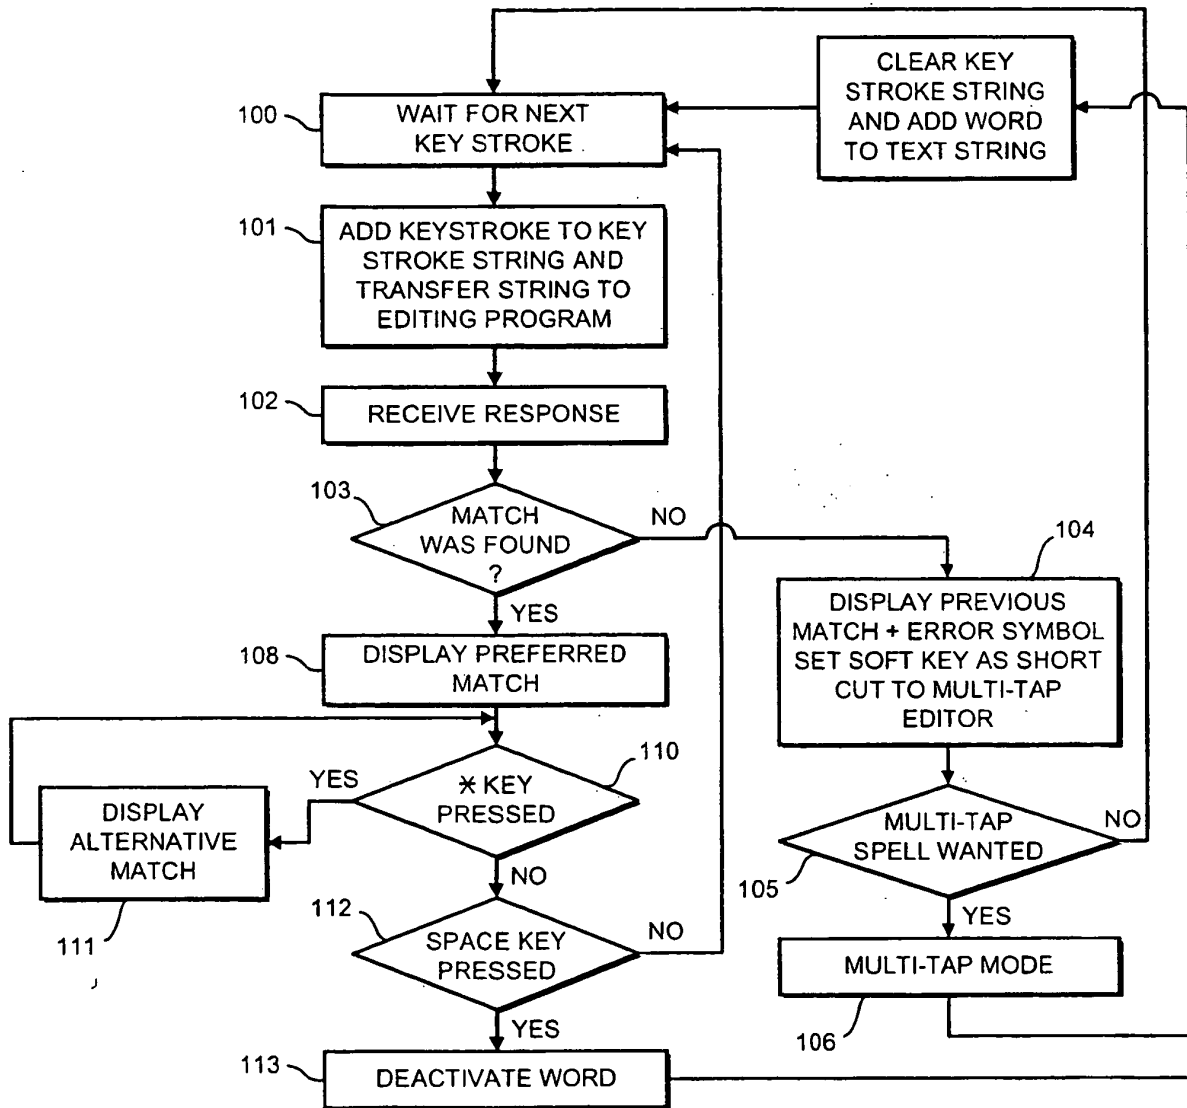 CLEAR KEY
STROKE STRING
AND ADD WORD
TO TEXT STRING
100
WAIT FOR NEXT
KEY STROKE
101
ADD KEYSTROKE TO KEY
STROKE STRING AND
TRANSFER STRING TO
EDITING PROGRAM
102
RECEIVE RESPONSE
103
MATCH
WAS FOUND
?
NO
YES
104
DISPLAY PREVIOUS
MATCH + ERROR SYMBOL
SET SOFT KEY AS SHORT
CUT TO MULTI-TAP
EDITOR
108
DISPLAY PREFERRED
MATCH
110
* KEY
PRESSED
YES
NO
DISPLAY
ALTERNATIVE
MATCH
111
MULTI-TAP
SPELL WANTED
NO
105
YES
112
SPACE KEY
PRESSED
NO
YES
MULTI-TAP MODE
106
113
DEACTIVATE WORD